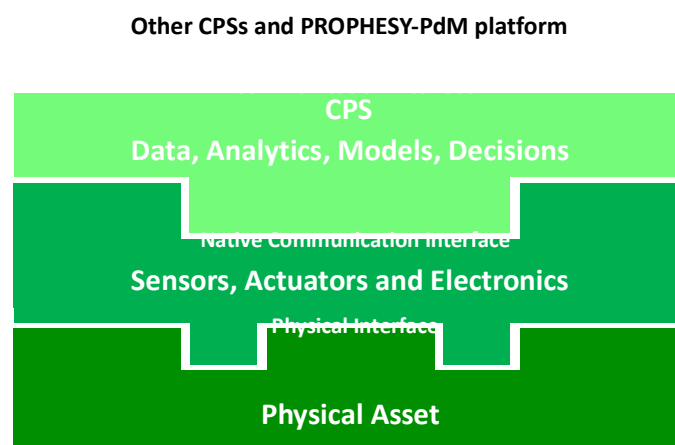 Other CPSs and PROPHESY-PdM platform
CPS
Data, Analytics, Models, Decisions
Native Communication Interface
Sensors, Actuators and Electronics
Physical Interface
Physical Asset